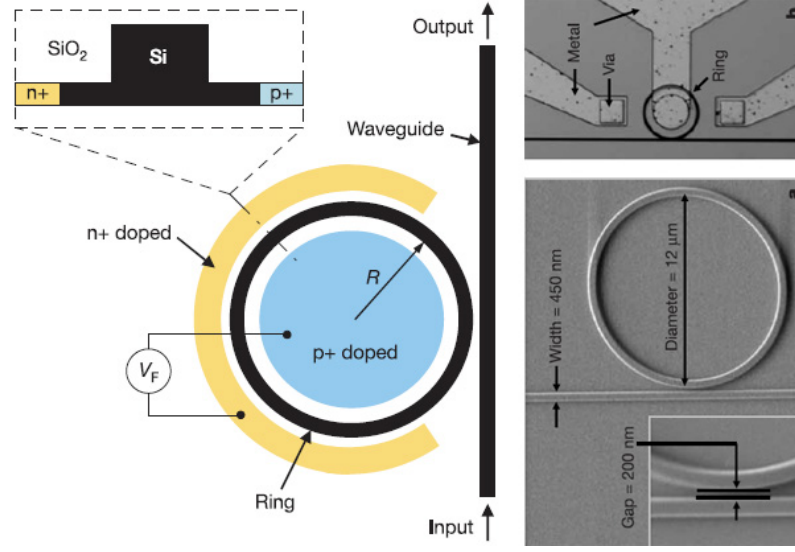 SiO2
Si
n+
p+
Output
Waveguide
n+ doped
R
p+ doped
VF
Ring
Input
Metal
Via
Ring
b
a
Width = 450 nm
Diameter = 12 μm
Gap = 200 nm